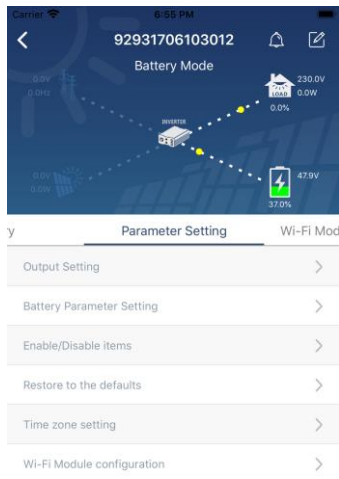 Carrier 6:55 PM
92931706103012
Battery Mode
0.0V
0.0Hz
230.0V
0.0W
LOAD
0.0%
INVERTER
0.0V
0.0W
47.9V
37.0%
y Parameter Setting Wi-Fi Mod
Output Setting
Battery Parameter Setting
Enable/Disable items
Restore to the defaults
Time zone setting
Wi-Fi Module configuration